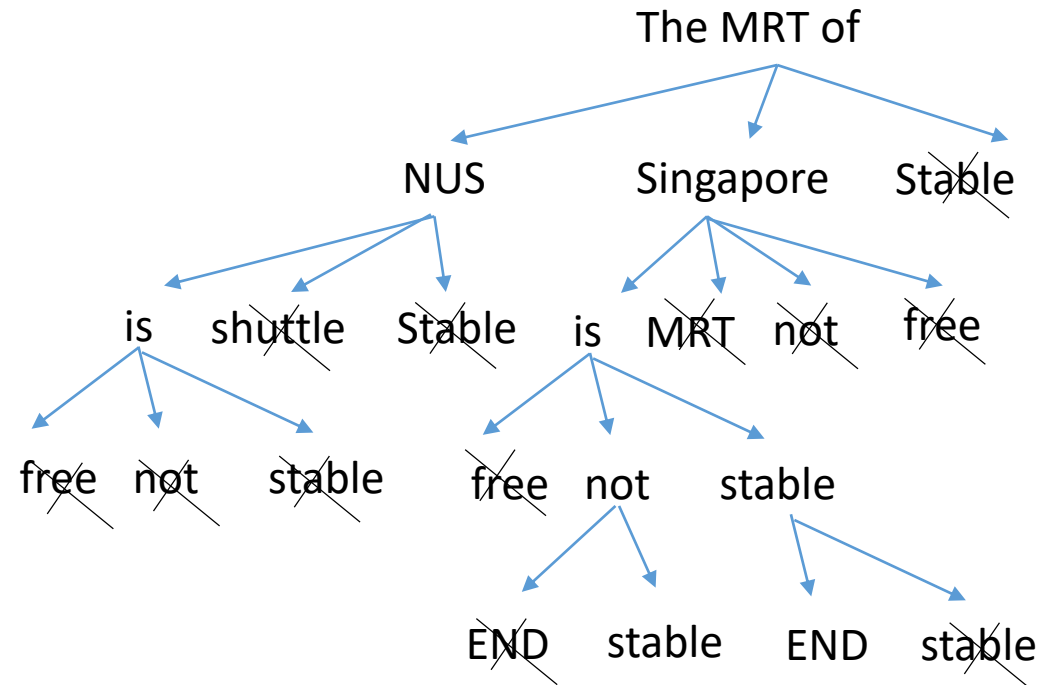 The MRT of
NUS Singapore Stable
is shuttle Stable is MRT not free
free not stable free not stable
END stable END stable